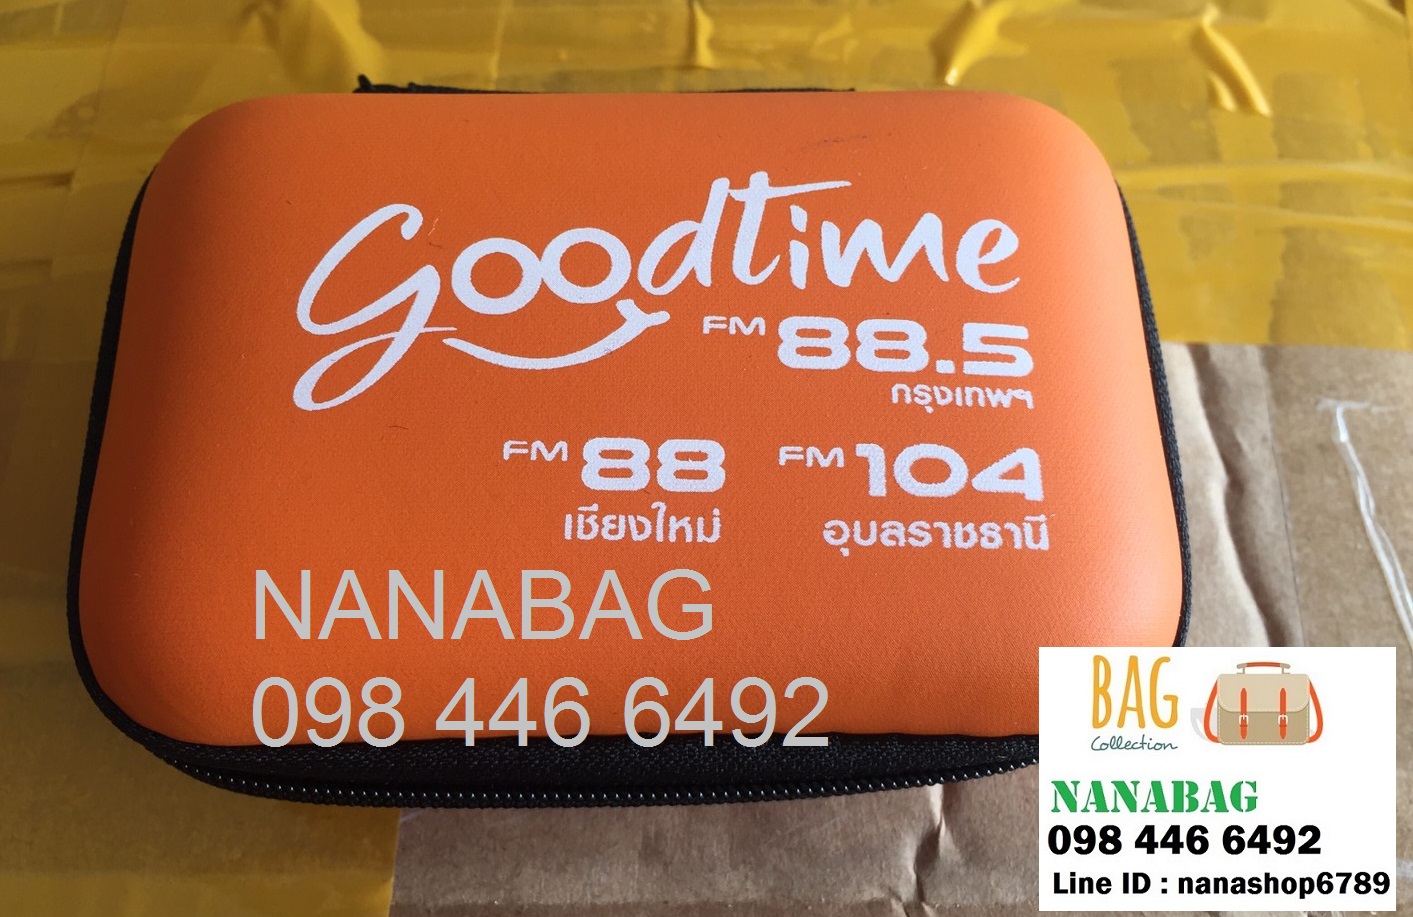 Goodtime
FM 88.5
กรุงเทพฯ
FM 88
เชียงใหม่
FM 104
อุบลราชธานี
NANABAG
098 446 6492
BAG
Collection
NANABAG
098 446 6492
Line ID : nanashop6789